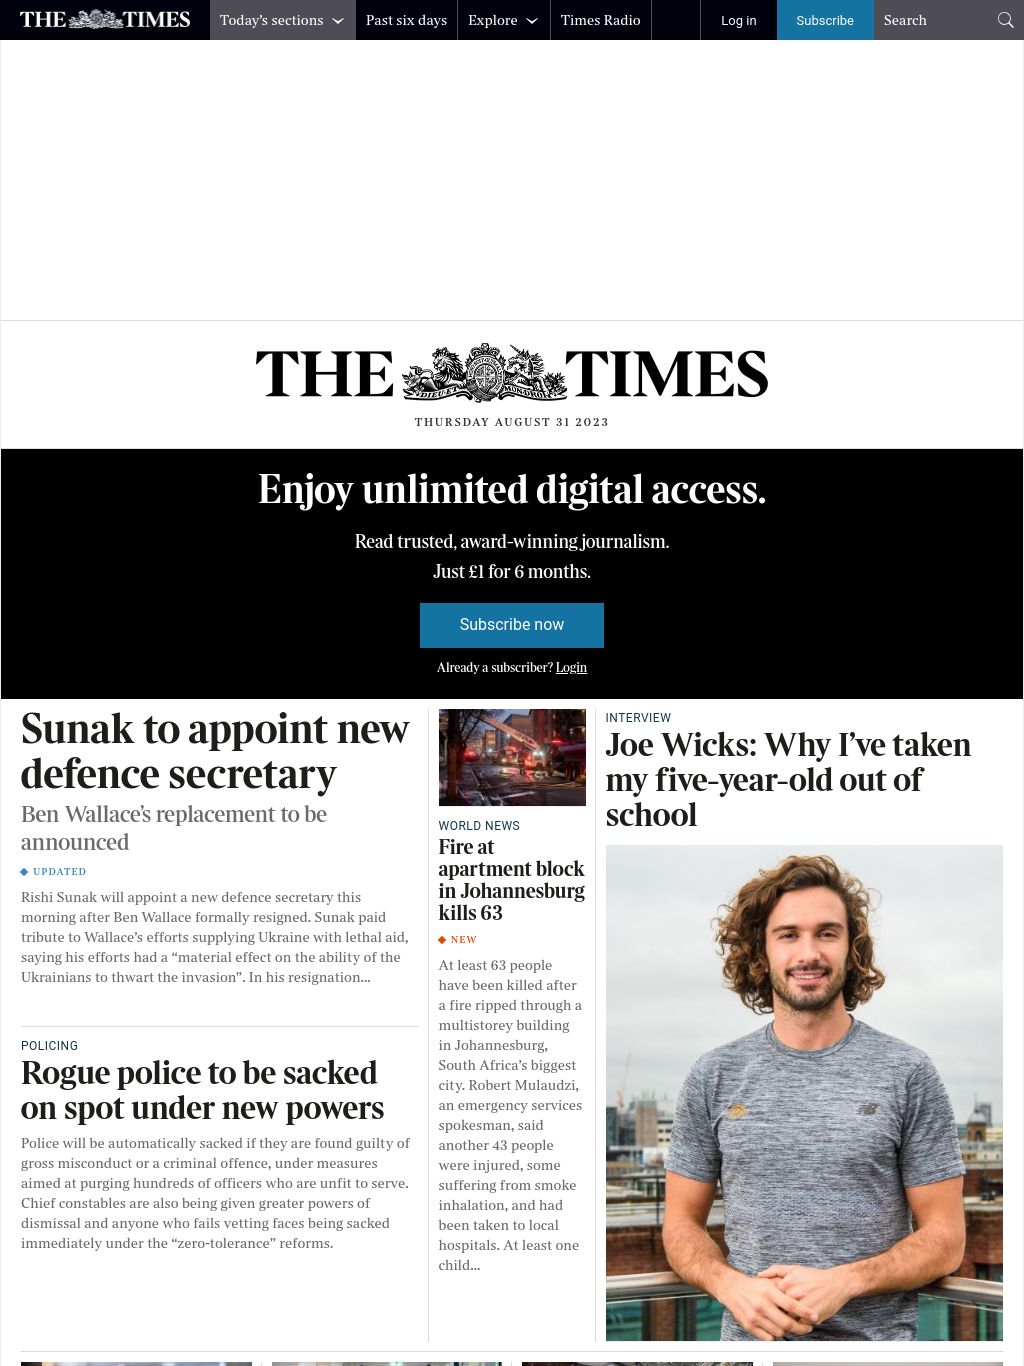 THE TIMES
Today's sections
Past six days
Explore
Times Radio
Log in
Subscribe
Search
THE TIMES
DIEU ET MON DROIT
THURSDAY AUGUST 31 2023
Enjoy unlimited digital access.
Read trusted, award-winning journalism.
Just £1 for 6 months.
Subscribe now
Already a subscriber? Login
Sunak to appoint new
defence secretary
Ben Wallace’s replacement to be
announced
UPDATED
Rishi Sunak will appoint a new defence secretary this
morning after Ben Wallace formally resigned. Sunak paid
tribute to Wallace’s efforts supplying Ukraine with lethal aid,
saying his efforts had a “material effect on the ability of the
Ukrainians to thwart the invasion”. In his resignation...
POLICING
Rogue police to be sacked
on spot under new powers
Police will be automatically sacked if they are found guilty of
gross misconduct or a criminal offence, under measures
aimed at purging hundreds of officers who are unfit to serve.
Chief constables are also being given greater powers of
dismissal and anyone who fails vetting faces being sacked
immediately under the “zero-tolerance” reforms.
WORLD NEWS
Fire at
apartment block
in Johannesburg
kills 63
NEW
At least 63 people
have been killed after
a fire ripped through a
multistorey building
in Johannesburg,
South Africa’s biggest
city. Robert Mulaudzi,
an emergency services
spokesman, said
another 43 people
were injured, some
suffering from smoke
inhalation, and had
been taken to local
hospitals. At least one
child...
INTERVIEW
Joe Wicks: Why I’ve taken
my five-year-old out of
school